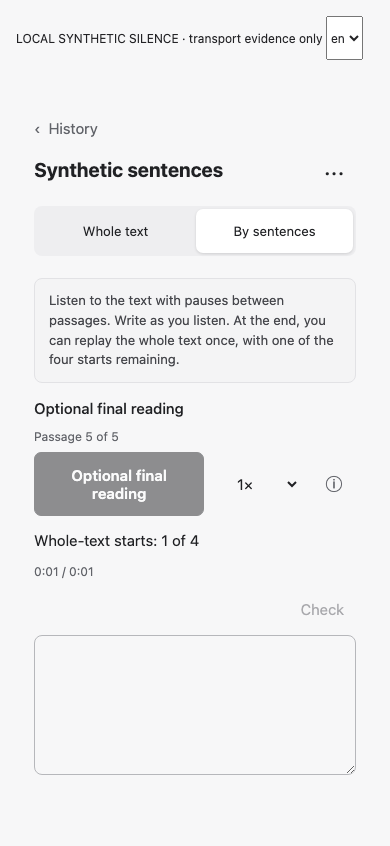 LOCAL SYNTHETIC SILENCE · transport evidence only en
‹ History
Synthetic sentences ...
Whole text By sentences
Listen to the text with pauses between
passages. Write as you listen. At the end, you
can replay the whole text once, with one of the
four starts remaining.
Optional final reading
Passage 5 of 5
Optional final
reading
1×
Whole-text starts: 1 of 4
0:01 / 0:01
Check